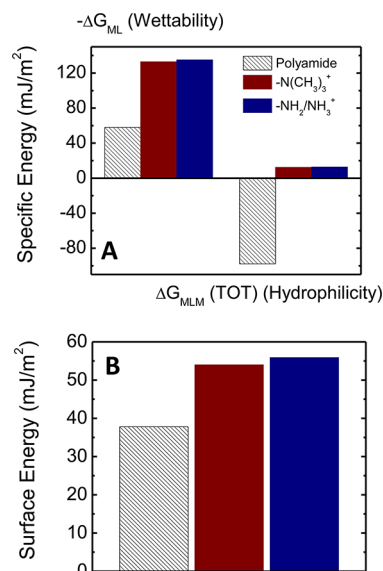 -ΔG_ML (Wettability)
120
80
40
0
-40
-80
Specific Energy (mJ/m²)
Polyamide
-N(CH₃)₃⁺
-NH₂/NH₃⁺
A
ΔG_MLM (TOT) (Hydrophilicity)
B
60
50
40
30
20
10
0
Surface Energy (mJ/m²)